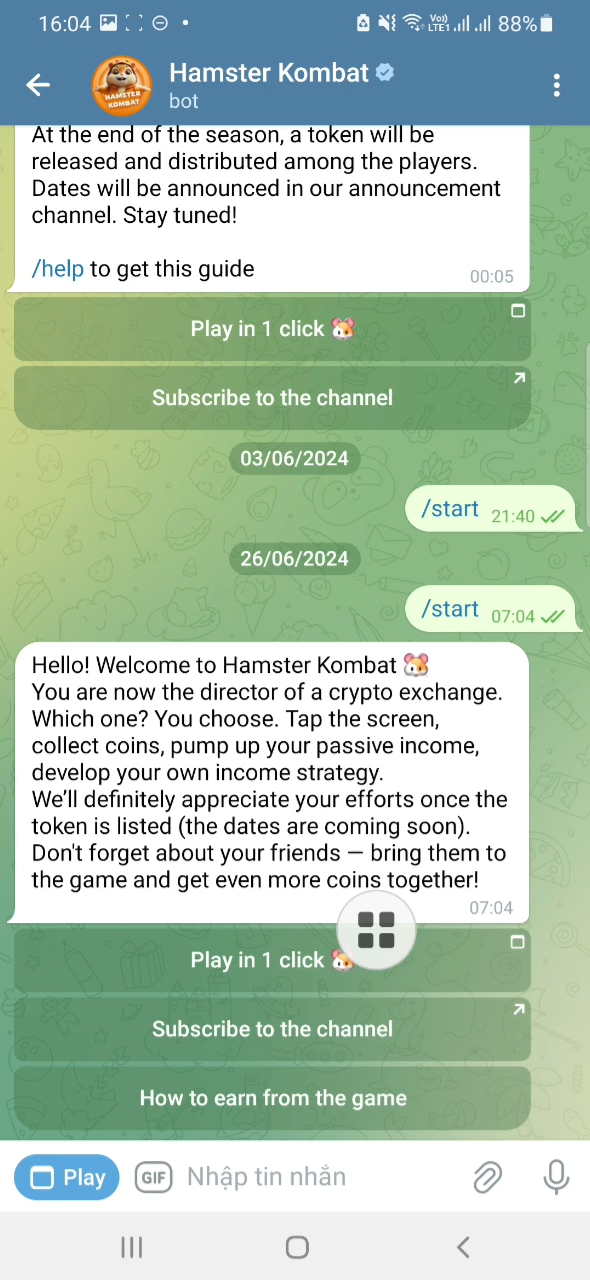 16:04
Vo))
LTE1
88%
Hamster Kombat
bot
HAMSTER
KOMBAT
At the end of the season, a token will be
released and distributed among the players.
Dates will be announced in our announcement
channel. Stay tuned!
/help to get this guide
00:05
Play in 1 click 🐹
Subscribe to the channel
03/06/2024
/start 21:40
26/06/2024
/start 07:04
Hello! Welcome to Hamster Kombat 🐹
You are now the director of a crypto exchange.
Which one? You choose. Tap the screen,
collect coins, pump up your passive income,
develop your own income strategy.
We’ll definitely appreciate your efforts once the
token is listed (the dates are coming soon).
Don't forget about your friends — bring them to
the game and get even more coins together!
07:04
Play in 1 click 🐹
Subscribe to the channel
How to earn from the game
Play
GIF
Nhập tin nhắn